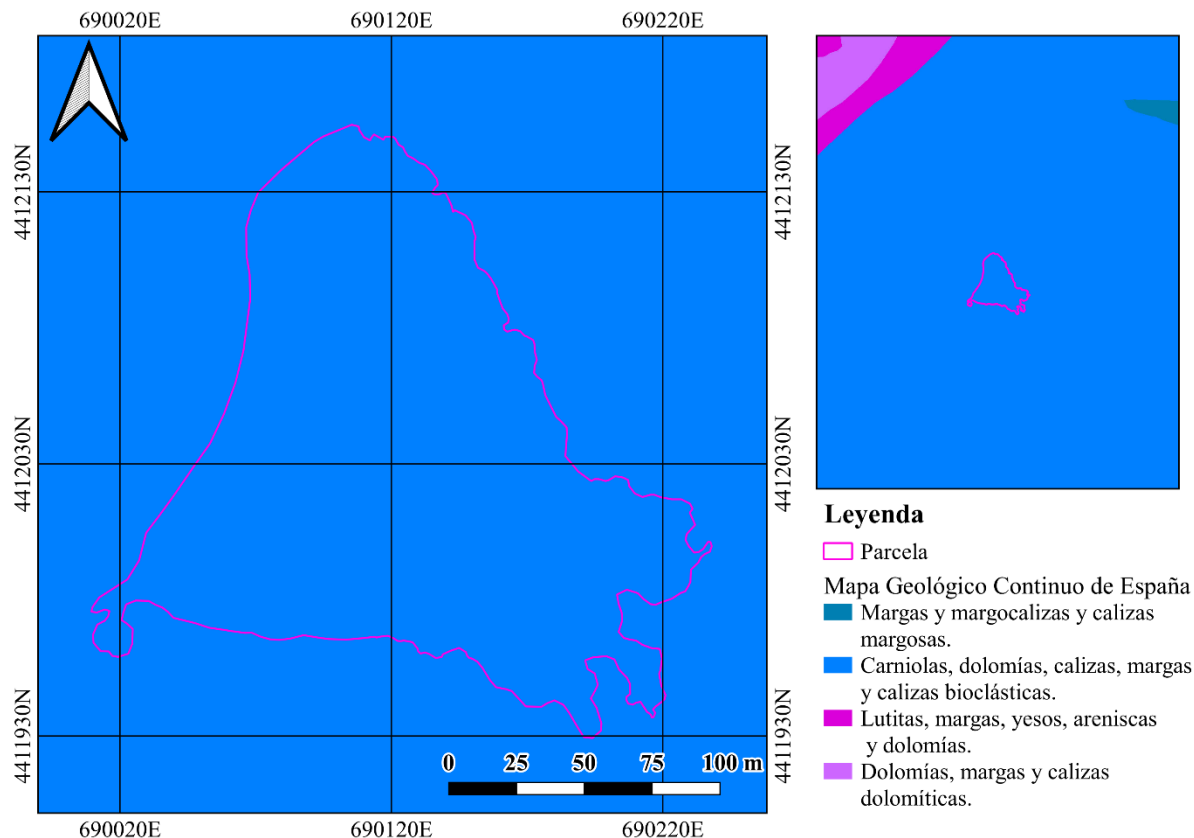 690020E 690120E 690220E
4412130N 4412130N
4412030N 4412030N
4411930N 4411930N
0 25 50 75 100 m
690020E 690120E 690220E
Leyenda
Parcela
Mapa Geológico Continuo de España
Margas y margocalizas y calizas
margosas.
Carniolas, dolomías, calizas, margas
y calizas bioclásticas.
Lutitas, margas, yesos, areniscas
y dolomías.
Dolomías, margas y calizas
dolomíticas.